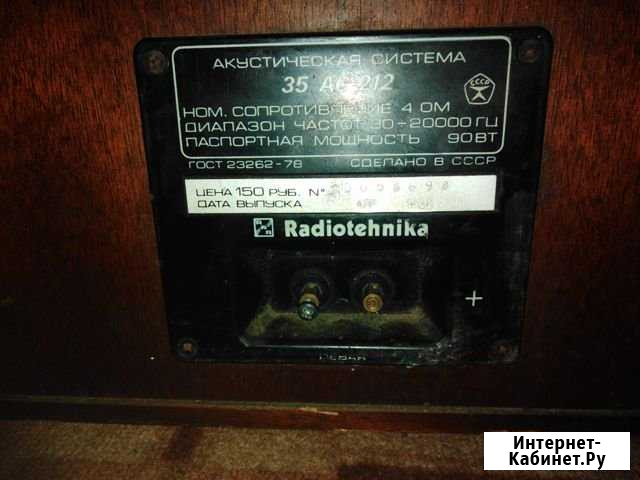 АКУСТИЧЕСКАЯ СИСТЕМА
35 АС-212
СССР
НОМ. СОПРОТИВЛЕНИЕ 4 ОМ
ДИАПАЗОН ЧАСТОТ 30÷20000 ГЦ
ПАСПОРТНАЯ МОЩНОСТЬ 90 ВТ
ГОСТ 23262-78 СДЕЛАНО В СССР
ЦЕНА 150 РУБ. №
ДАТА ВЫПУСКА
Radiotehnika
+
Интернет-
Кабинет.Ру